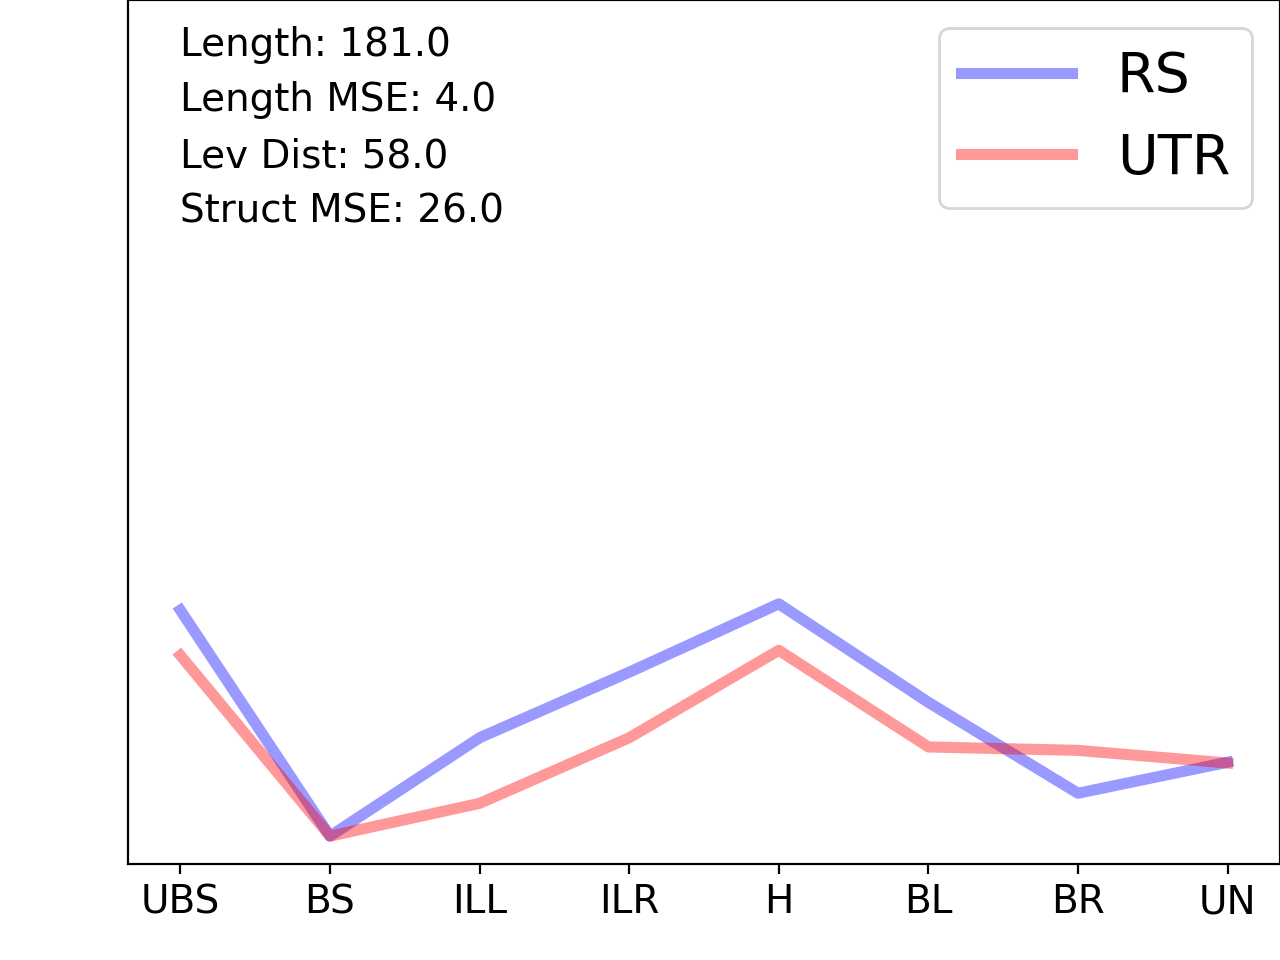 Length: 181.0
Length MSE: 4.0
Lev Dist: 58.0
Struct MSE: 26.0
RS
UTR
UBS BS ILL ILR H BL BR UN